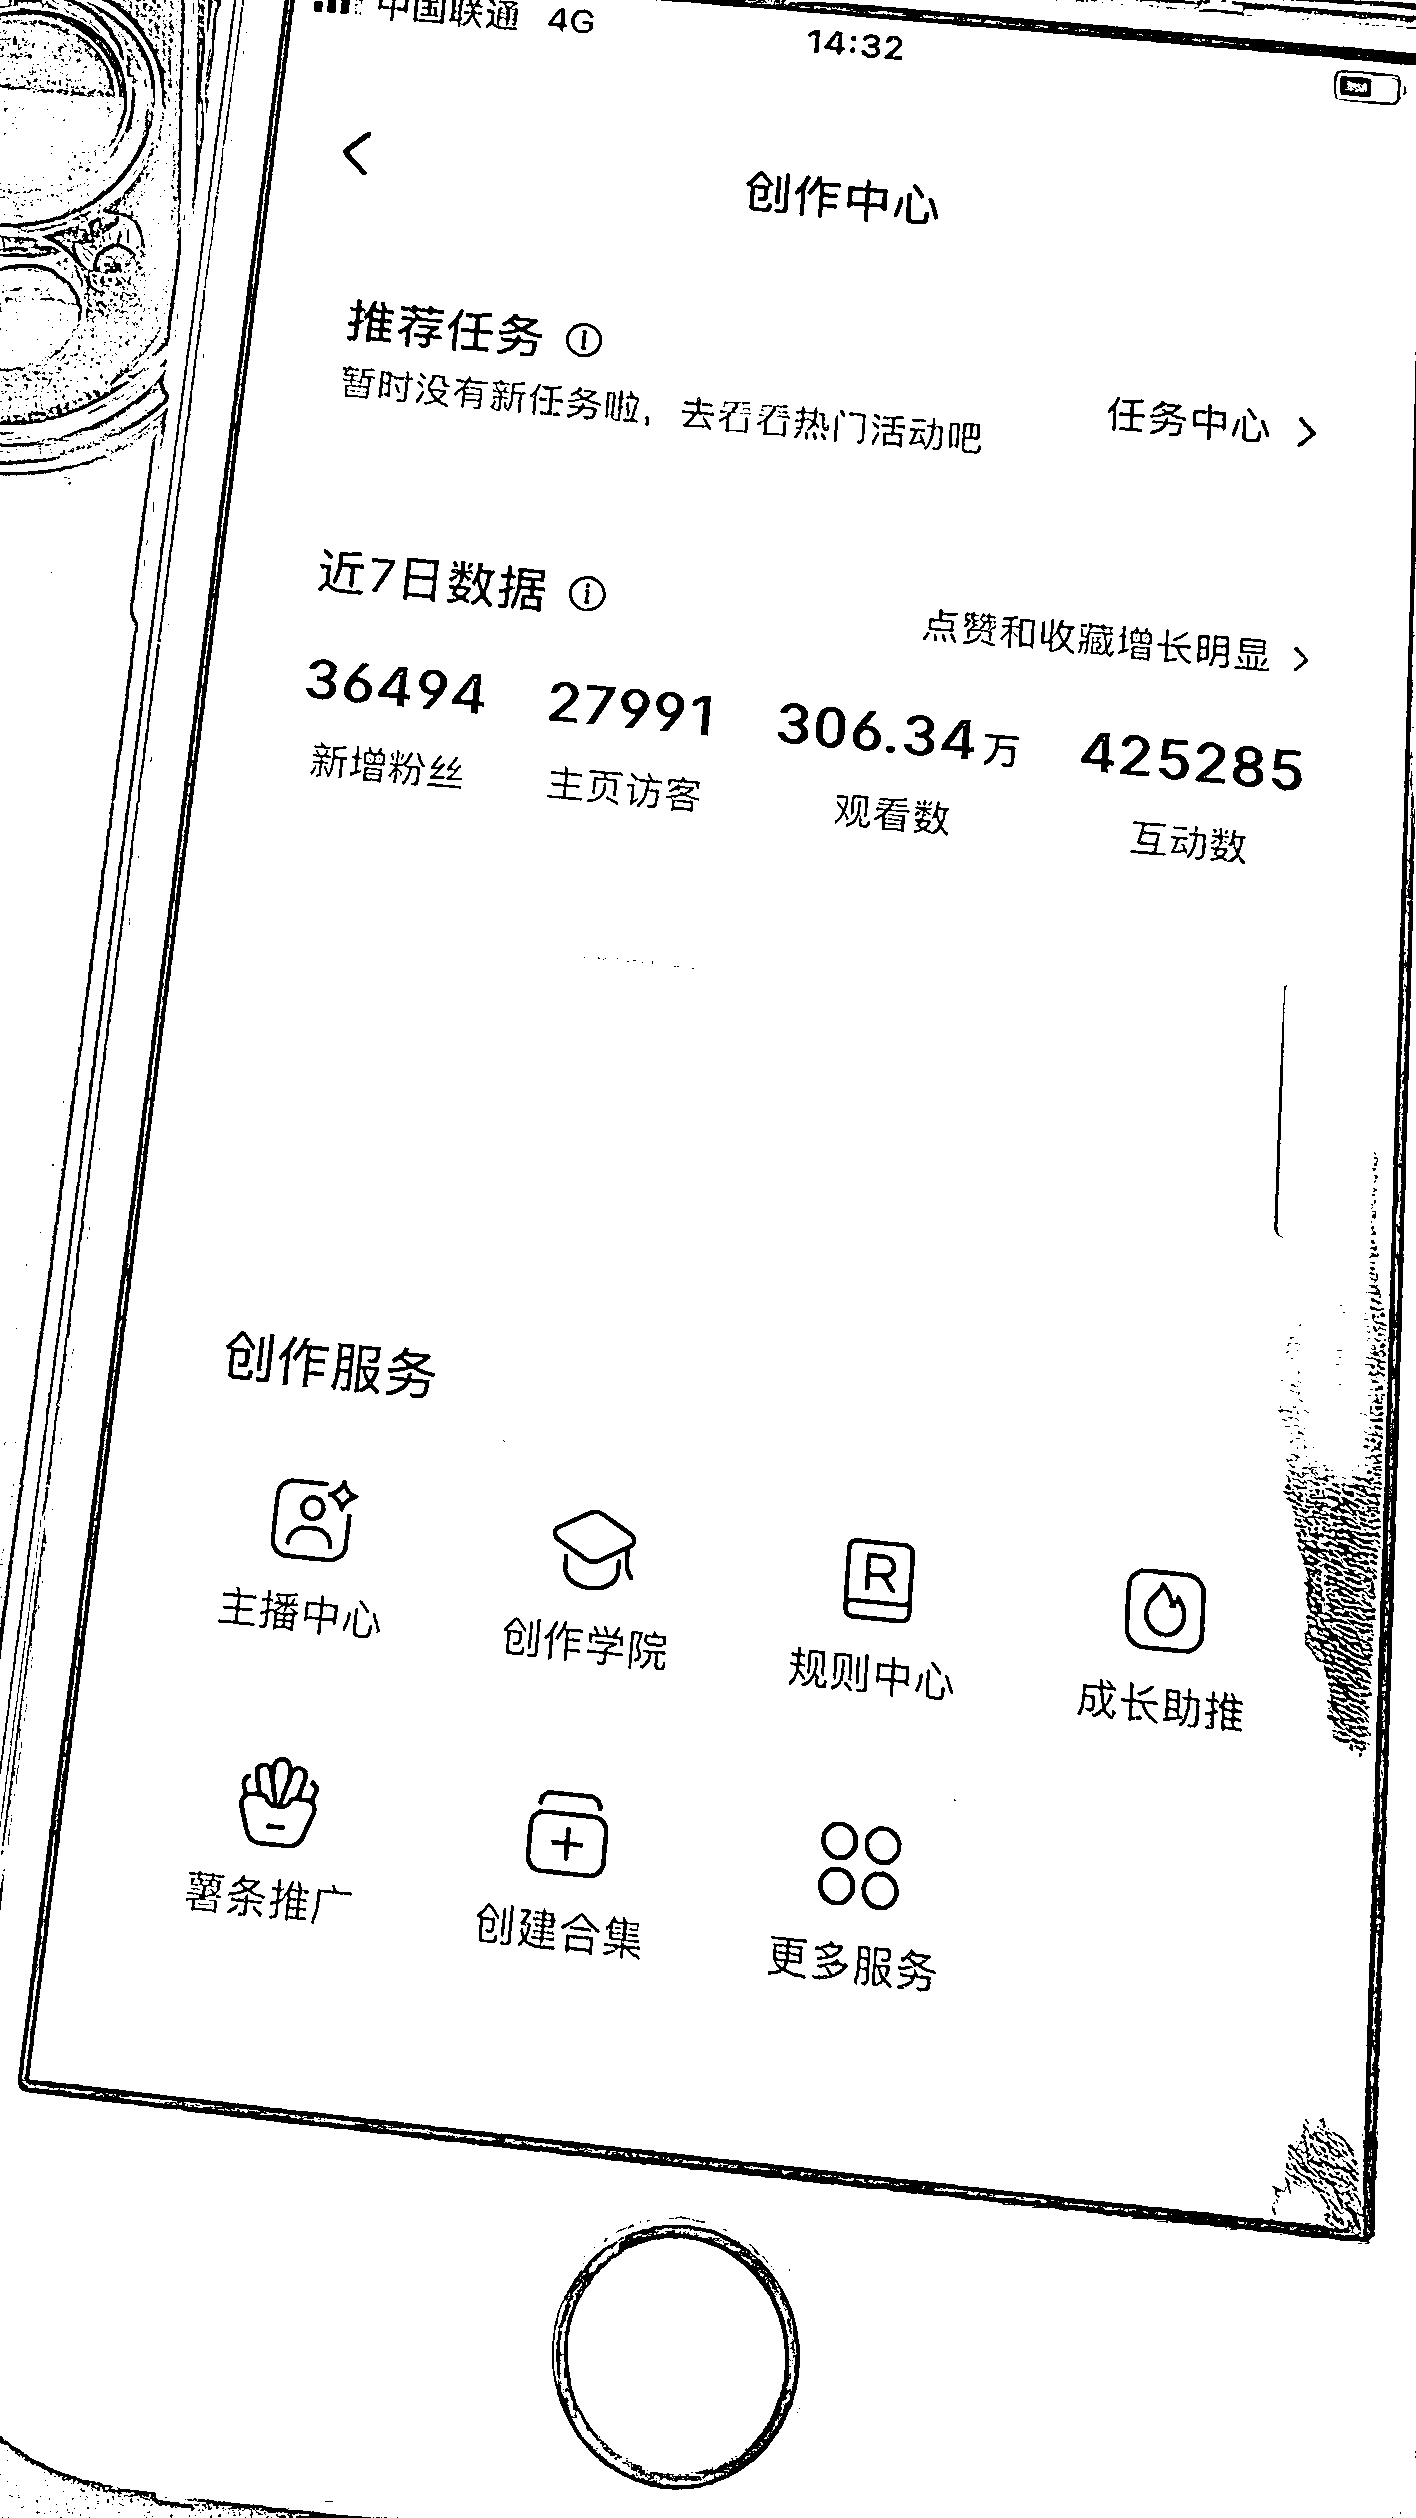 中国联通 4G 14:32
创作中心
推荐任务
暂时没有新任务啦，去看看热门活动吧 任务中心
近7日数据
点赞和收藏增长明显
36494 27991 306.34万 425285
新增粉丝 主页访客 观看数 互动数
创作服务
主播中心 创作学院 规则中心 成长助推
薯条推广 创建合集 更多服务